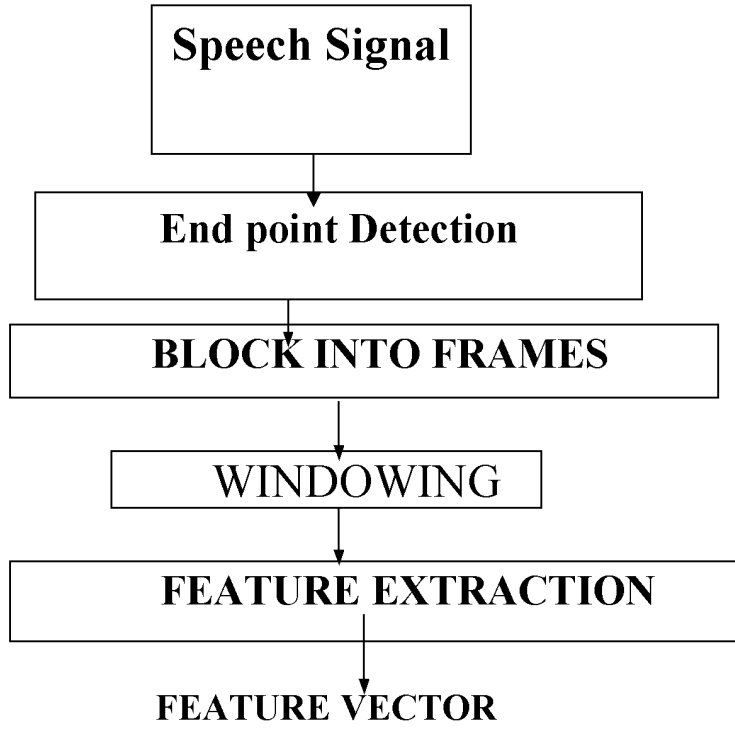 Speech Signal
End point Detection
BLOCK INTO FRAMES
WINDOWING
FEATURE EXTRACTION
FEATURE VECTOR